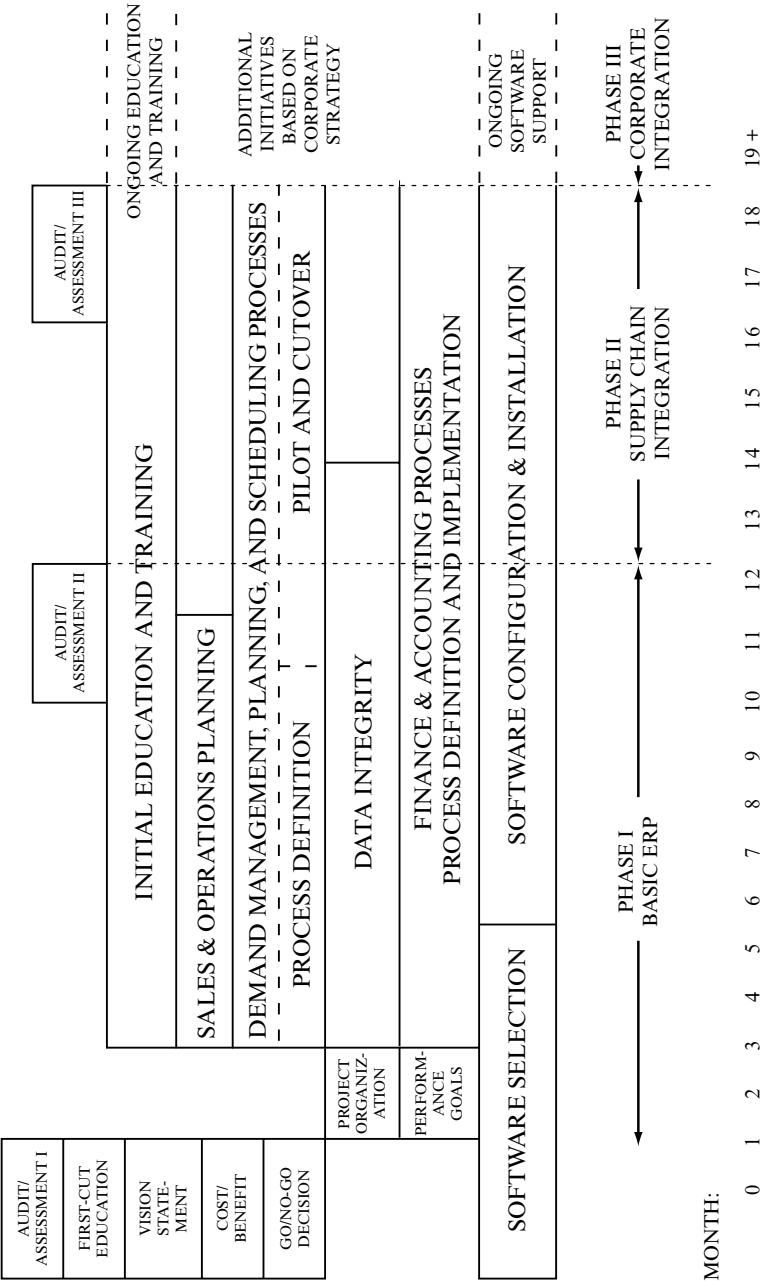 AUDIT/
ASSESSMENT I
FIRST-CUT
EDUCATION
VISION
STATE-
MENT
COST/
BENEFIT
GO/NO-GO
DECISION
AUDIT/
ASSESSMENT II
AUDIT/
ASSESSMENT III
INITIAL EDUCATION AND TRAINING
ONGOING EDUCATION
AND TRAINING
SALES & OPERATIONS PLANNING
DEMAND MANAGEMENT, PLANNING, AND SCHEDULING PROCESSES
PROCESS DEFINITION
PILOT AND CUTOVER
ADDITIONAL
INITIATIVES
BASED ON
CORPORATE
STRATEGY
PROJECT
ORGANIZ-
ATION
DATA INTEGRITY
PERFORM-
ANCE
GOALS
FINANCE & ACCOUNTING PROCESSES
PROCESS DEFINITION AND IMPLEMENTATION
SOFTWARE SELECTION
SOFTWARE CONFIGURATION & INSTALLATION
ONGOING
SOFTWARE
SUPPORT
PHASE I
BASIC ERP
PHASE II
SUPPLY CHAIN
INTEGRATION
PHASE III
CORPORATE
INTEGRATION
MONTH:
0 1 2 3 4 5 6 7 8 9 10 11 12 13 14 15 16 17 18 19 +